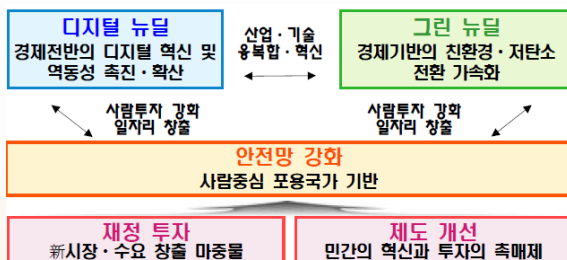 디지털 뉴딜
경제전반의 디지털 혁신 및
역동성 촉진·확산
산업·기술
융복합·혁신
그린 뉴딜
경제기반의 친환경·저탄소
전환 가속화
사람투자 강화
일자리 창출
사람투자 강화
일자리 창출
안전망 강화
사람중심 포용국가 기반
재정 투자
新시장·수요 창출 마중물
제도 개선
민간의 혁신과 투자의 촉매제